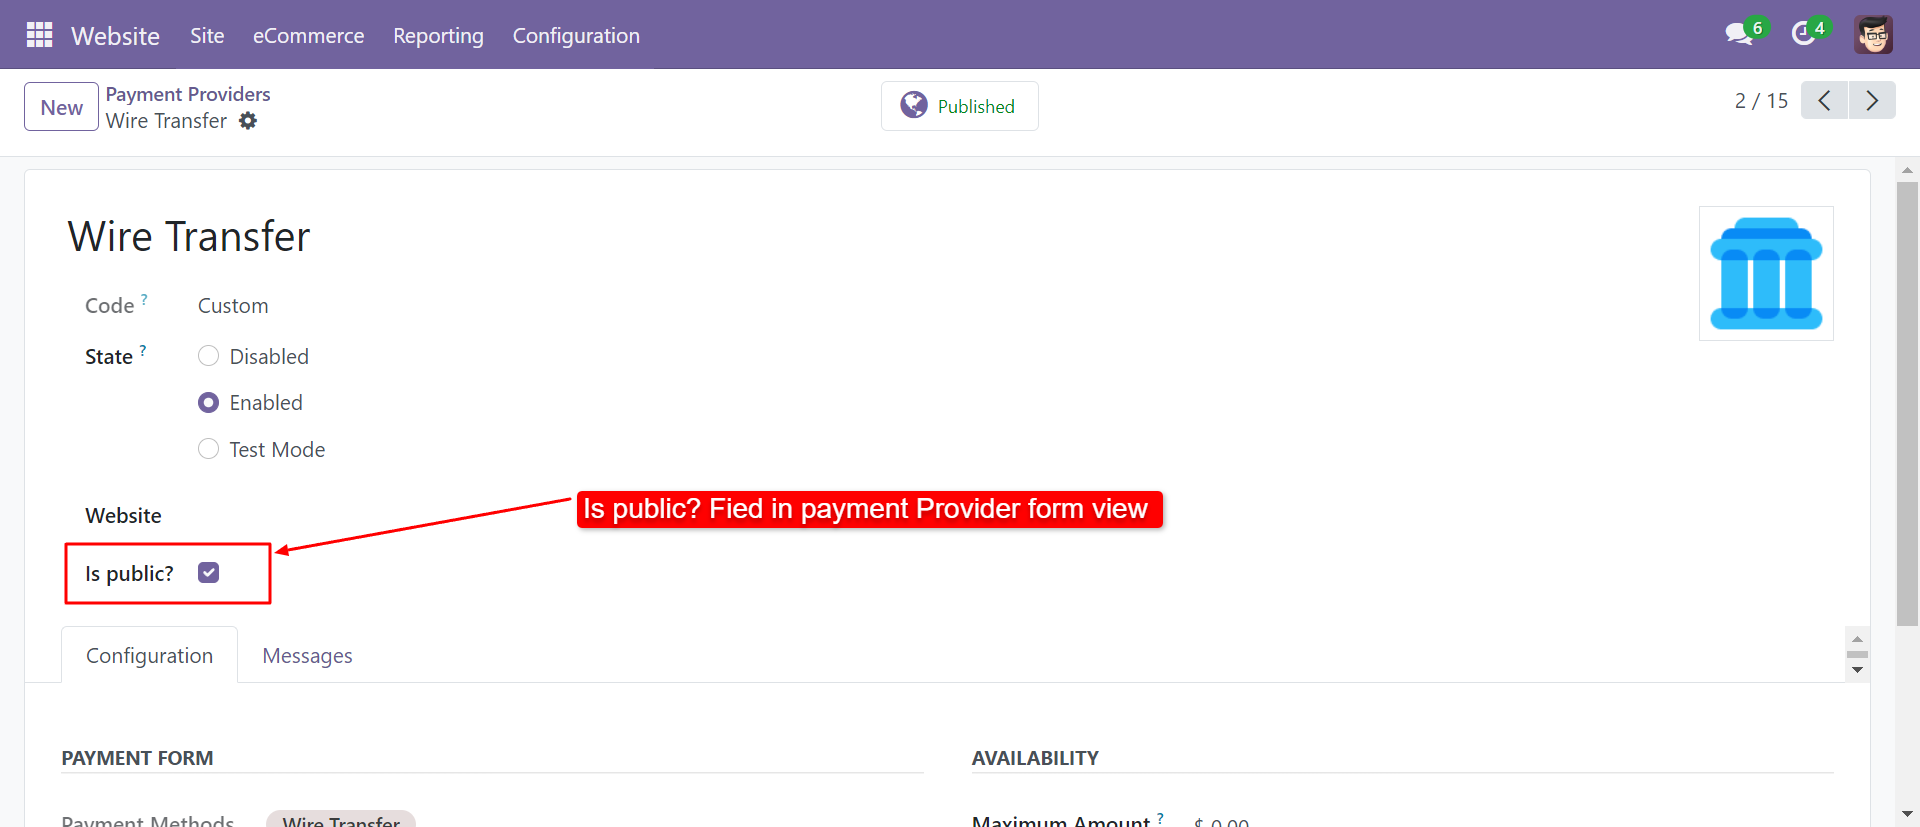 Website Site eCommerce Reporting Configuration 6 4
New Payment Providers Published 2 / 15
Wire Transfer
Wire Transfer
Code ? Custom
State ? Disabled
Enabled
Test Mode
Website
Is public? Fied in payment Provider form view
Is public?
Configuration Messages
PAYMENT FORM AVAILABILITY
Payment Methods Wire Transfer Maximum Amount ? $ 0.00